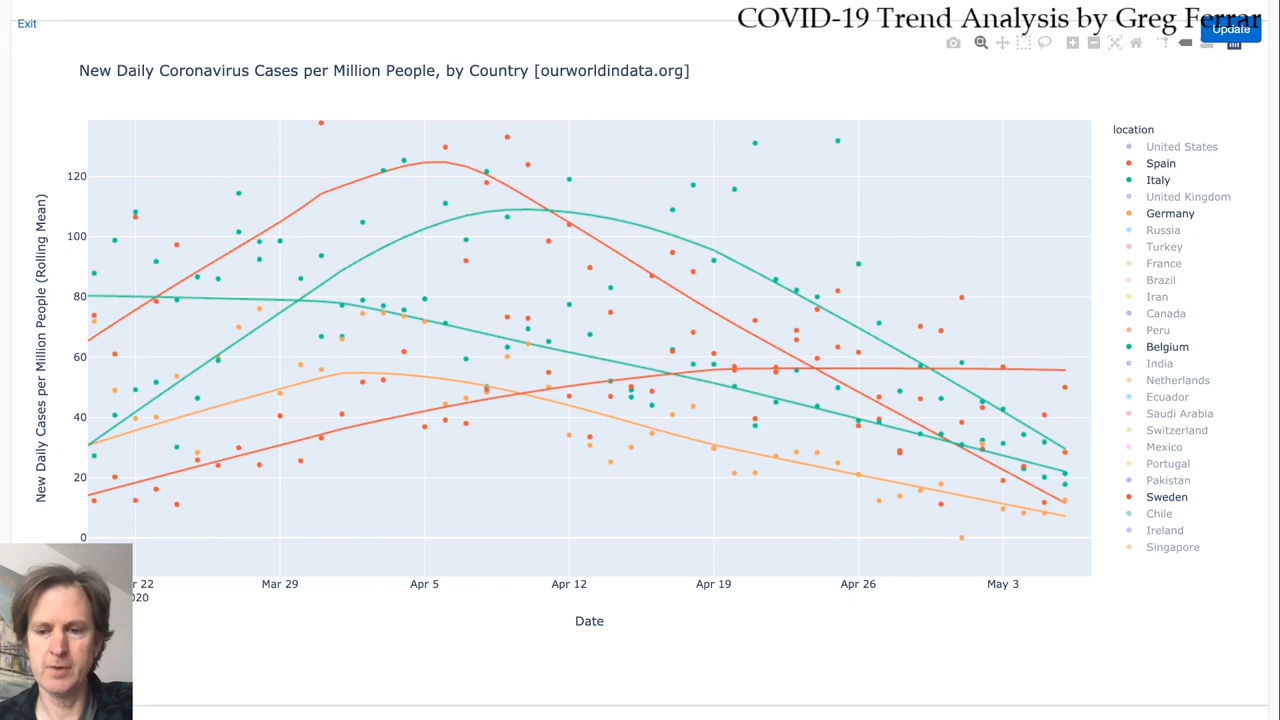 COVID-19 Trend Analysis by Greg Ferrar
Exit
Update
New Daily Coronavirus Cases per Million People, by Country [ourworldindata.org]
New Daily Cases per Million People (Rolling Mean)
120
100
80
60
40
20
0
r 22
020
Mar 29
Apr 5
Apr 12
Apr 19
Apr 26
May 3
Date
location
United States
Spain
Italy
United Kingdom
Germany
Russia
Turkey
France
Brazil
Iran
Canada
Peru
Belgium
India
Netherlands
Ecuador
Saudi Arabia
Switzerland
Mexico
Portugal
Pakistan
Sweden
Chile
Ireland
Singapore